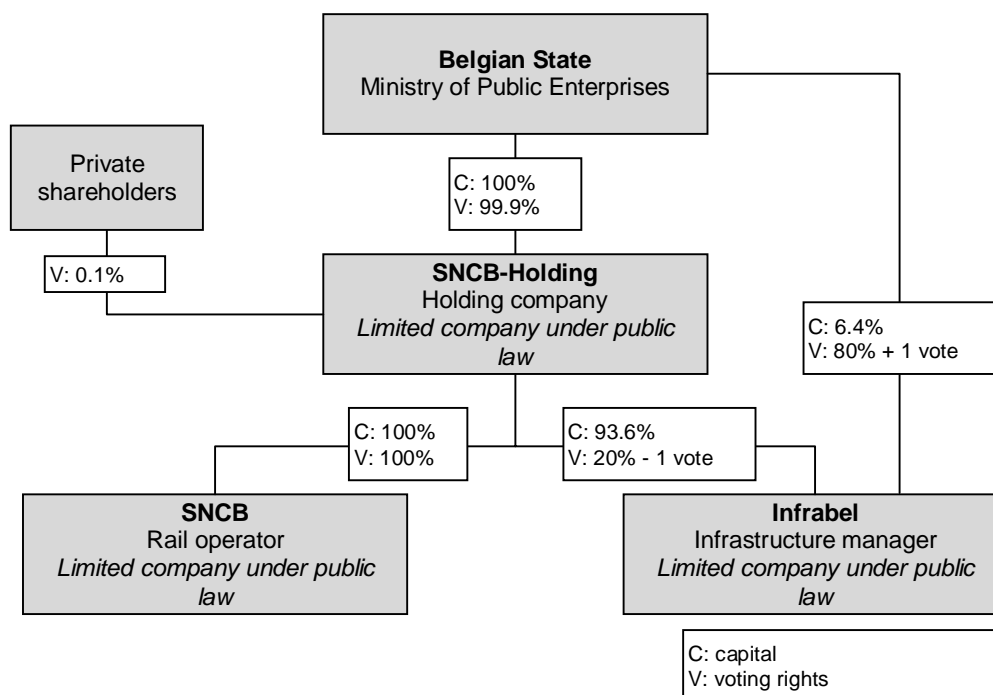 Belgian State
Ministry of Public Enterprises
Private
shareholders
C: 100%
V: 99.9%
V: 0.1%
SNCB-Holding
Holding company
Limited company under public
law
C: 6.4%
V: 80% + 1 vote
C: 100%
V: 100%
C: 93.6%
V: 20% - 1 vote
SNCB
Rail operator
Limited company under public
law
Infrabel
Infrastructure manager
Limited company under public
law
C: capital
V: voting rights